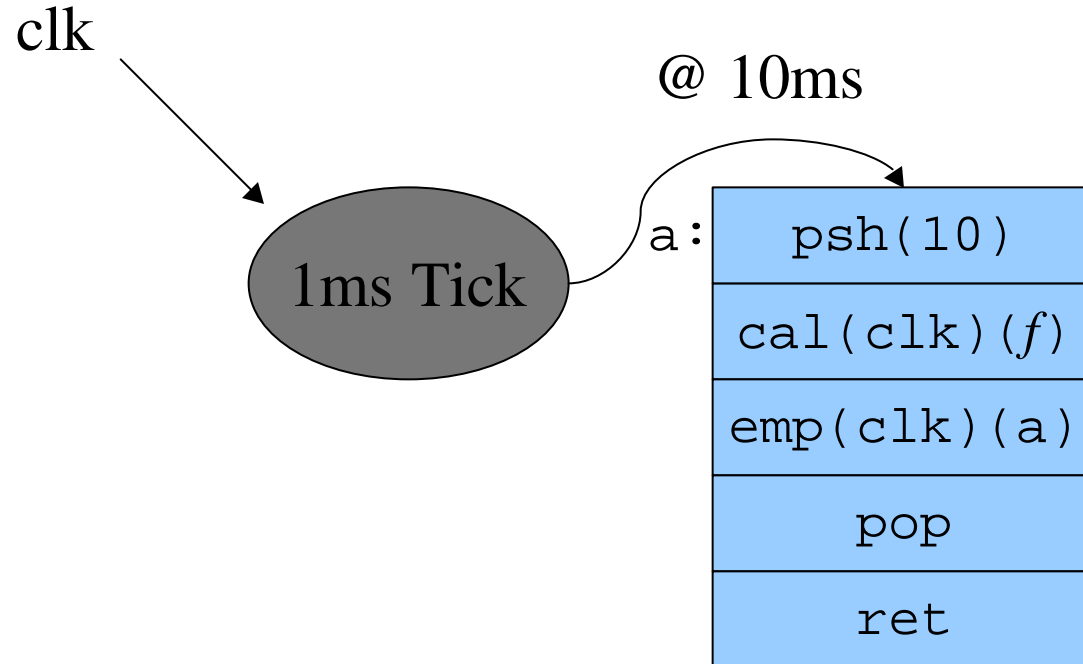 clk
@ 10ms
1ms Tick
a:
psh(10)
cal(clk)(f)
emp(clk)(a)
pop
ret